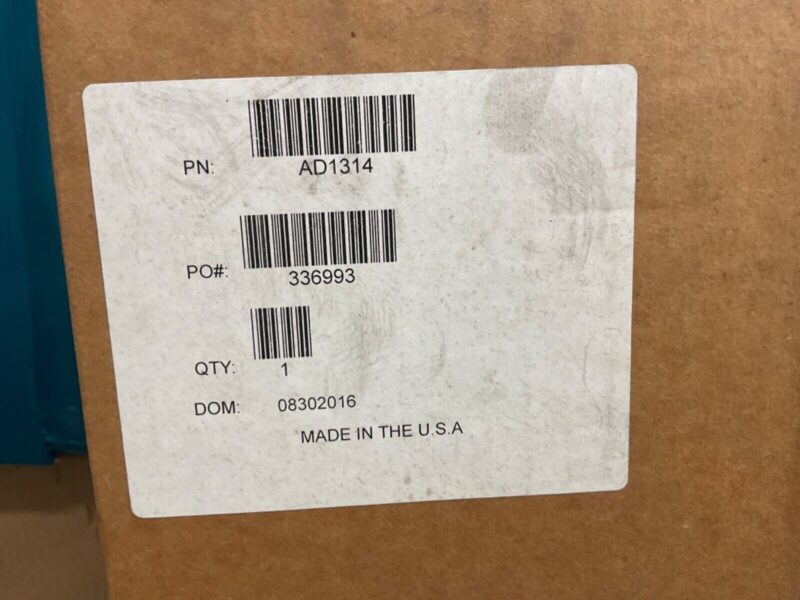 PN: AD1314
PO#: 336993
QTY: 1
DOM: 08302016
MADE IN THE U.S.A